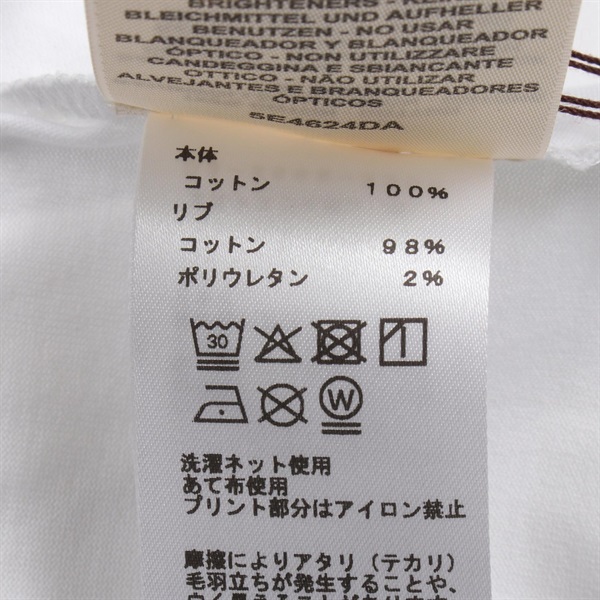 BLEICHMITTEL UND AUFHELLER
BENUTZEN - NO USAR
BLANQUEADOR Y BLANQUEADOR
ÓPTICO - NON UTILIZZARE
CANDEGGINA E SBIANCANTE
OTTICO - NÃO UTILIZAR
ALVEJANTES E BRANQUEADORES
ÓPTICOS
5E4624DA
本体
コットン 100%
リブ
コットン 98%
ポリウレタン 2%
30
W
洗濯ネット使用
あて布使用
プリント部分はアイロン禁止
摩擦によりアタリ(テカリ)
毛羽立ちが発生することや、